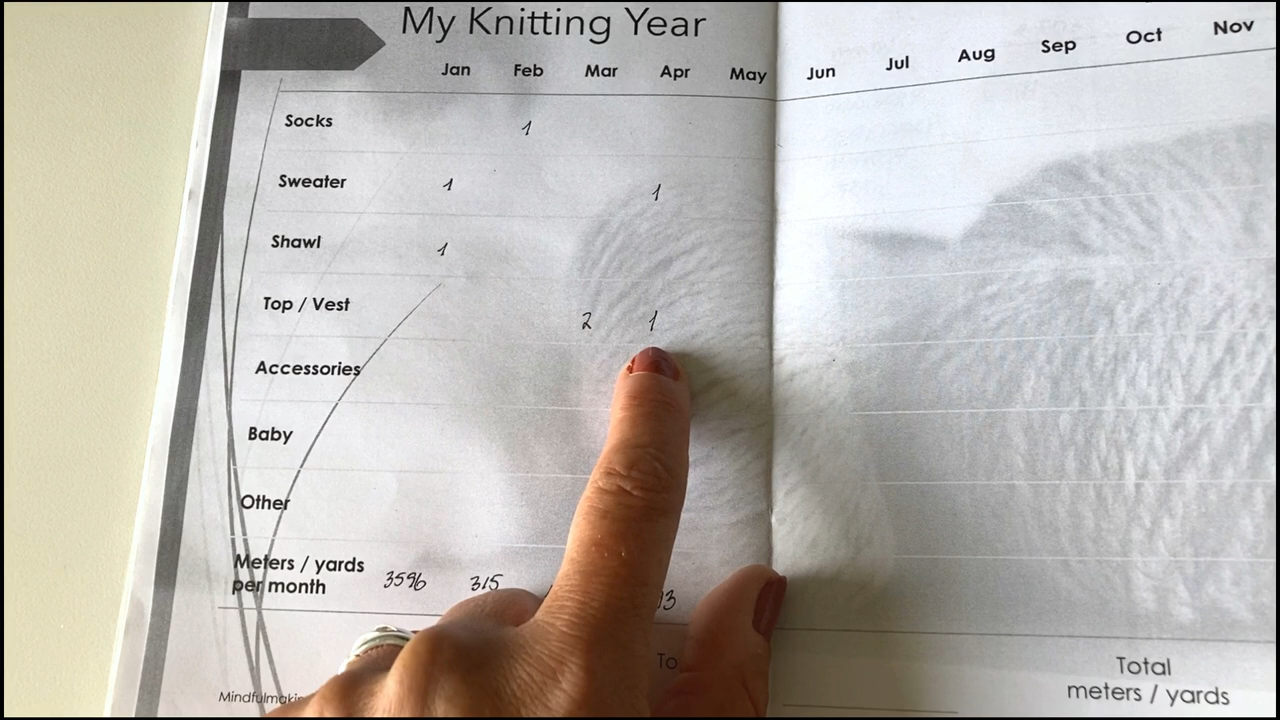 My Knitting Year
Jan Feb Mar Apr May Jun Jul Aug Sep Oct Nov
Socks 1
Sweater 1 1
Shawl 1
Top / Vest 2 1
Accessories
Baby
Other
Meters / yards
per month 3596 315
Total
meters / yards